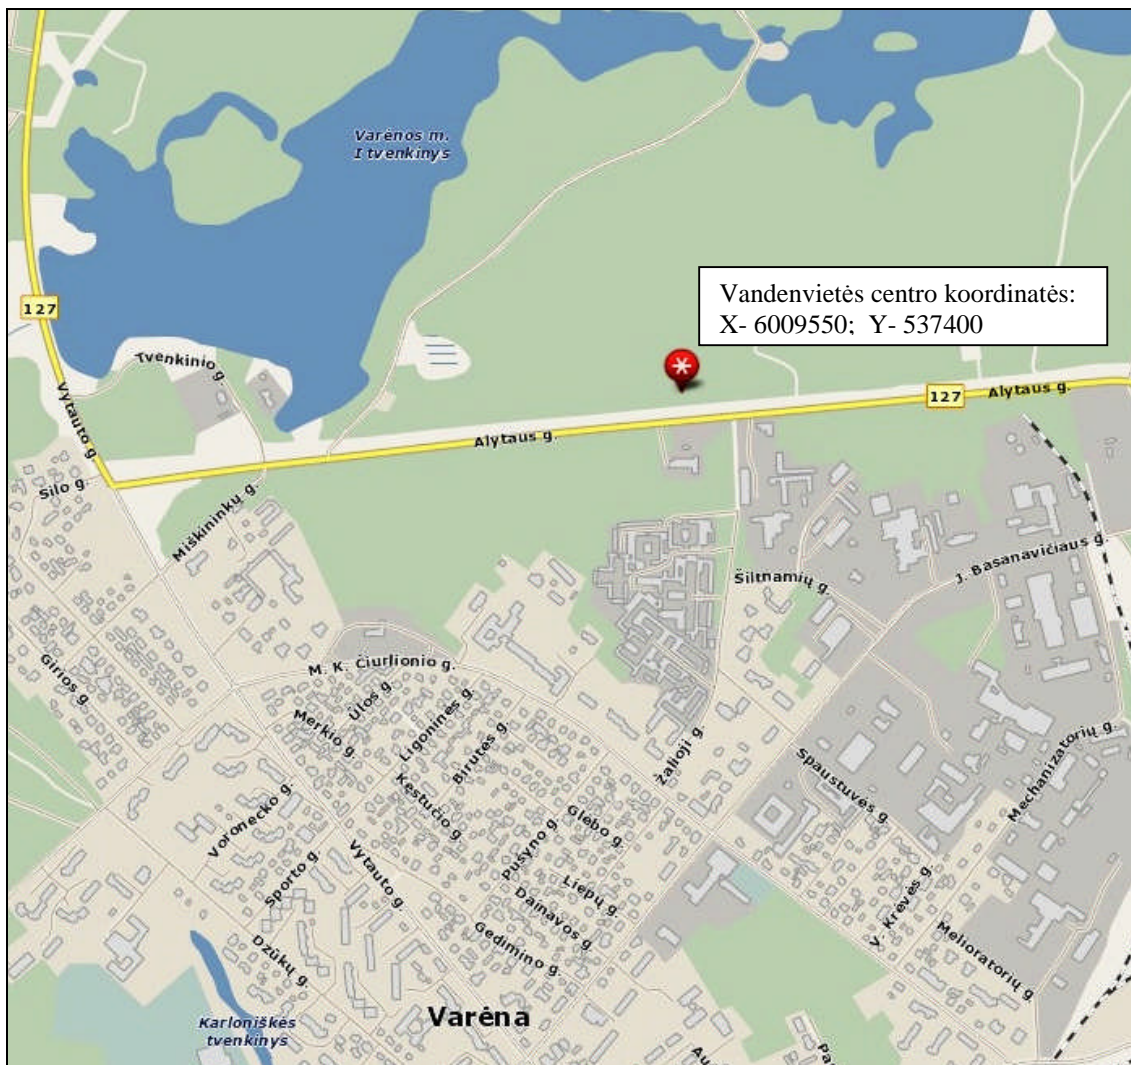 Varėnos m.
I tvenkinys
Vandenvietės centro koordinatės:
X- 6009550;  Y- 537400
127
Tvenkinio g.
Vytauto g.
127
Alytaus g.
Alytaus g.
Šilo g.
Miškininkų g.
J. Basanavičiaus g.
Šiltnamių g.
M. K. Čiurlionio g.
Girios g.
Ūlos g.
Merkio g.
Ligoninės g.
Birutės g.
Žalioji g.
Mechanizatorių g.
Spaustuvės g.
Kęstučio g.
Glebo g.
Voronecko g.
Pušyno g.
Vytauto g.
Sporto g.
Liepų g.
V. Krėvės g.
Dainavos g.
Gedimino g.
Melioratorių g.
Dzūkų g.
Varėna
Karloniškės
tvenkinys